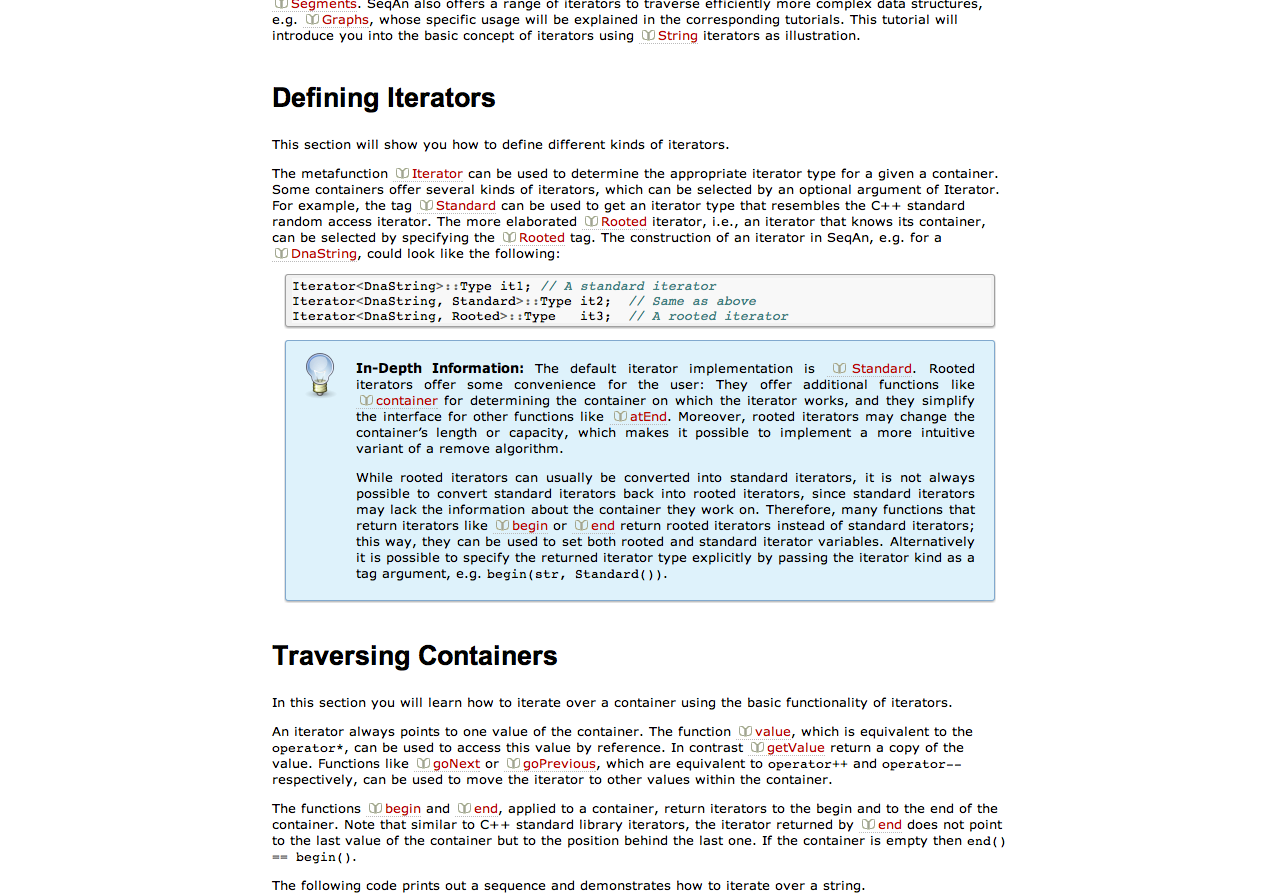 Segments. SeqAn also offers a range of iterators to traverse efficiently more complex data structures,
e.g. Graphs, whose specific usage will be explained in the corresponding tutorials. This tutorial will
introduce you into the basic concept of iterators using String iterators as illustration.
Defining Iterators
This section will show you how to define different kinds of iterators.
The metafunction Iterator can be used to determine the appropriate iterator type for a given a container.
Some containers offer several kinds of iterators, which can be selected by an optional argument of Iterator.
For example, the tag Standard can be used to get an iterator type that resembles the C++ standard
random access iterator. The more elaborated Rooted iterator, i.e., an iterator that knows its container,
can be selected by specifying the Rooted tag. The construction of an iterator in SeqAn, e.g. for a
DnaString, could look like the following:
Iterator<DnaString>::Type it1; // A standard iterator
Iterator<DnaString, Standard>::Type it2;  // Same as above
Iterator<DnaString, Rooted>::Type   it3;  // A rooted iterator
In-Depth Information: The default iterator implementation is Standard. Rooted
iterators offer some convenience for the user: They offer additional functions like
container for determining the container on which the iterator works, and they simplify
the interface for other functions like atEnd. Moreover, rooted iterators may change the
container’s length or capacity, which makes it possible to implement a more intuitive
variant of a remove algorithm.
While rooted iterators can usually be converted into standard iterators, it is not always
possible to convert standard iterators back into rooted iterators, since standard iterators
may lack the information about the container they work on. Therefore, many functions that
return iterators like begin or end return rooted iterators instead of standard iterators;
this way, they can be used to set both rooted and standard iterator variables. Alternatively
it is possible to specify the returned iterator type explicitly by passing the iterator kind as a
tag argument, e.g. begin(str, Standard()).
Traversing Containers
In this section you will learn how to iterate over a container using the basic functionality of iterators.
An iterator always points to one value of the container. The function value, which is equivalent to the
operator*, can be used to access this value by reference. In contrast getValue return a copy of the
value. Functions like goNext or goPrevious, which are equivalent to operator++ and operator--
respectively, can be used to move the iterator to other values within the container.
The functions begin and end, applied to a container, return iterators to the begin and to the end of the
container. Note that similar to C++ standard library iterators, the iterator returned by end does not point
to the last value of the container but to the position behind the last one. If the container is empty then end()
== begin().
The following code prints out a sequence and demonstrates how to iterate over a string.